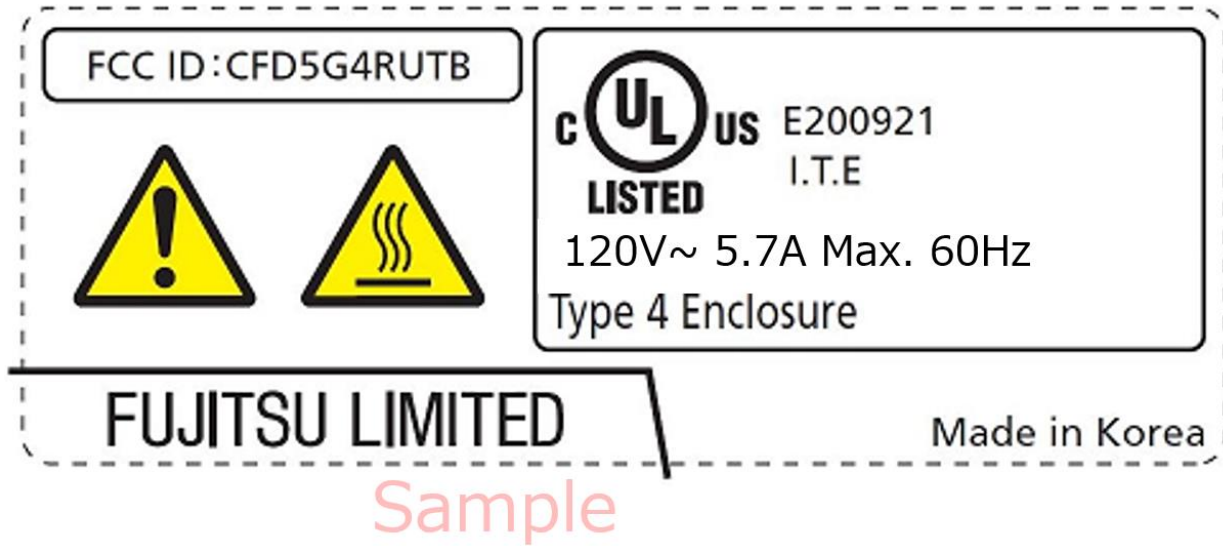 FCC ID:CFD5G4RUTB
C UL US
LISTED
E200921
I.T.E
120V~ 5.7A Max. 60Hz
Type 4 Enclosure
FUJITSU LIMITED
Made in Korea
Sample